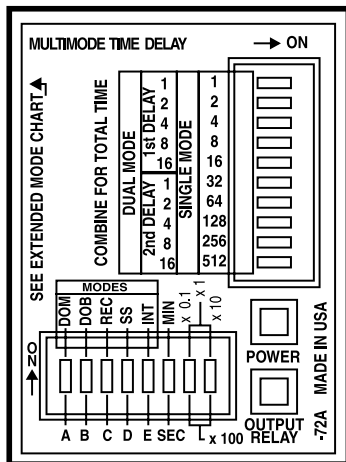 MULTIMODE TIME DELAY
→ ON
SEE EXTENDED MODE CHART
COMBINE FOR TOTAL TIME
DUAL MODE
1st DELAY
1
2
4
8
16
2nd DELAY
1
2
4
8
16
SINGLE MODE
1
2
4
8
16
32
64
128
256
512
MODES
DOM
DOB
REC
SS
INT
MIN
x 0.1
x 1
x 10
ON
A B C D E SEC x 100
POWER
OUTPUT
RELAY
-72A MADE IN USA